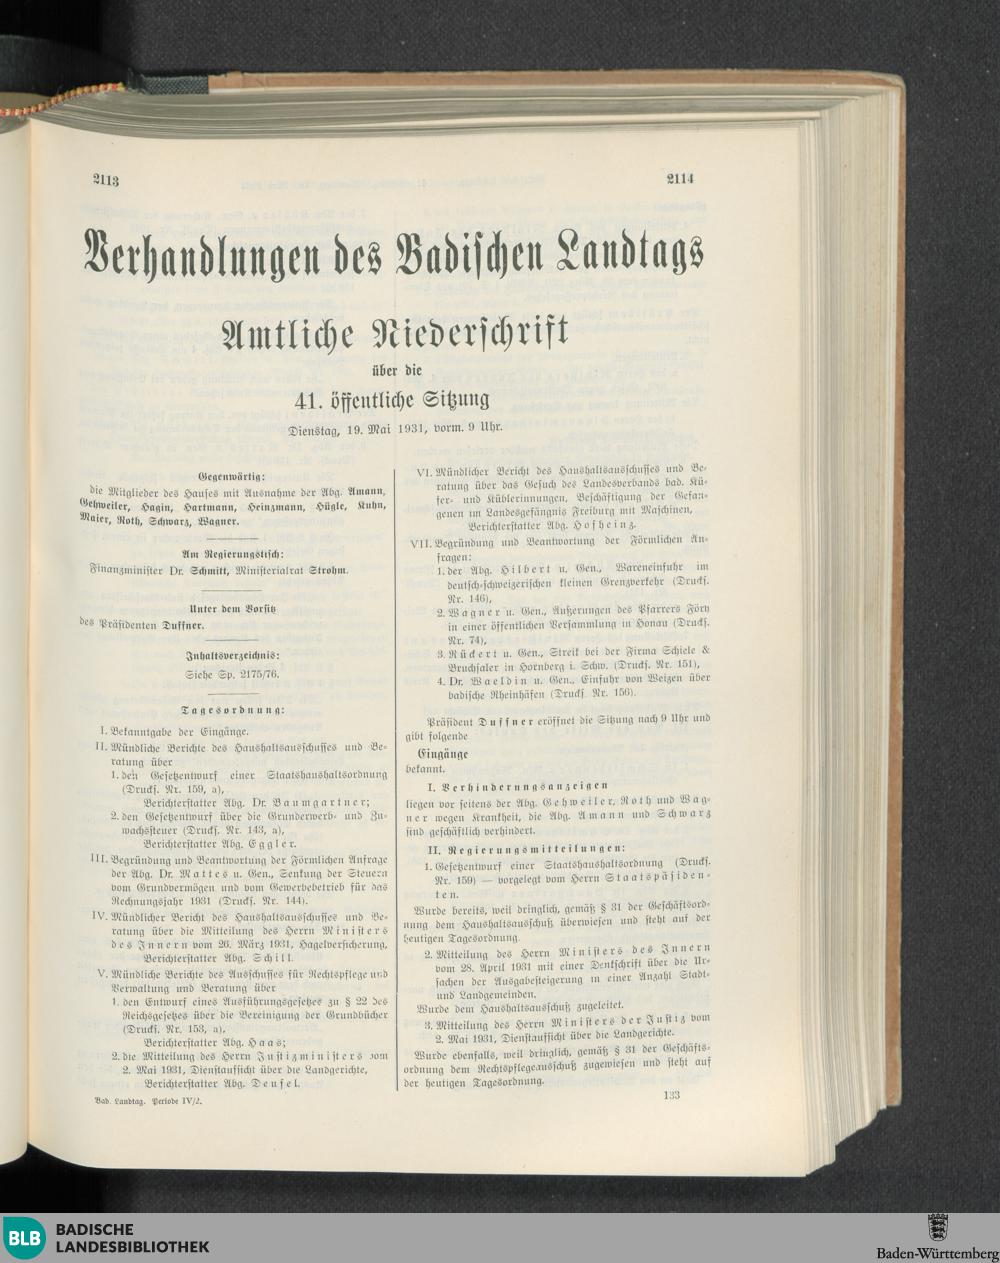 2113
2114
Verhandlungen des Badischen Landtags
Amtliche Niederschrift
über die
41. öffentliche Sitzung
Dienstag, 19. Mai 1931, vorm. 9 Uhr.
Gegenwärtig:
die Mitglieder des Hauses mit Ausnahme der Abg. Amann,
Gehweiler, Hagin, Hartmann, Heinzmann, Hügle, Kuhn,
Maier, Roth, Schwarz, Wagner.
Am Regierungstisch:
Finanzminister Dr. Schmitt, Ministerialrat Strohm.
Unter dem Vorsitz
des Präsidenten Duffner.
Inhaltsverzeichnis:
Siehe Sp. 2175/76.
Tagesordnung:
I. Bekanntgabe der Eingänge.
II. Mündliche Berichte des Haushaltsausschusses und Be-
ratung über
1. den Gesetzentwurf einer Staatshaushaltsordnung
(Drucks. Nr. 159, a),
Berichterstatter Abg. Dr. Baumgartner;
2. den Gesetzentwurf über die Grunderwerb- und Zu-
wachssteuer (Drucks. Nr. 143, a),
Berichterstatter Abg. Eggler.
III. Begründung und Beantwortung der Förmlichen Anfrage
der Abg. Dr. Mattes u. Gen., Senkung der Steuern
vom Grundvermögen und vom Gewerbebetrieb für das
Rechnungsjahr 1931 (Drucks. Nr. 144).
IV. Mündlicher Bericht des Haushaltsausschusses und Be-
ratung über die Mitteilung des Herrn Ministers
des Innern vom 26. März 1931, Hagelversicherung,
Berichterstatter Abg. Schill.
V. Mündliche Berichte des Ausschusses für Rechtspflege und
Verwaltung und Beratung über
1. den Entwurf eines Ausführungsgesetzes zu § 22 des
Reichsgesetzes über die Bereinigung der Grundbücher
(Drucks. Nr. 153, a),
Berichterstatter Abg. Haas;
2. die Mitteilung des Herrn Justizministers vom
2. Mai 1931, Dienstaufsicht über die Landgerichte,
Berichterstatter Abg. Deufel.
Bad. Landtag. Periode IV/2.
VI. Mündlicher Bericht des Haushaltsausschusses und Be-
ratung über das Gesuch des Landesverbands bad. Kü-
fer- und Küblerinnungen, Beschäftigung der Gefan-
genen im Landesgefängnis Freiburg mit Maschinen,
Berichterstatter Abg. Hofheinz.
VII. Begründung und Beantwortung der Förmlichen An-
fragen:
1. der Abg. Hilbert u. Gen., Wareneinfuhr im
deutsch-schweizerischen kleinen Grenzverkehr (Drucks.
Nr. 146),
2. Wagner u. Gen., Äußerungen des Pfarrers Föry
in einer öffentlichen Versammlung in Honau (Drucks.
Nr. 74),
3. Rückert u. Gen., Streik bei der Firma Schiele &
Bruchsaler in Hornberg i. Schw. (Drucks. Nr. 151),
4. Dr. Waeldin u. Gen., Einfuhr von Weizen über
badische Rheinhäfen (Drucks. Nr. 156).
Präsident Duffner eröffnet die Sitzung nach 9 Uhr und
gibt folgende
Eingänge
bekannt.
I. Verhinderungsanzeigen
liegen vor seitens der Abg. Gehweiler, Roth und Wag-
ner wegen Krankheit, die Abg. Amann und Schwarz
sind geschäftlich verhindert.
II. Regierungsmitteilungen:
1. Gesetzentwurf einer Staatshaushaltsordnung (Drucks.
Nr. 159) — vorgelegt vom Herrn Staatspäsiden-
ten.
Wurde bereits, weil dringlich, gemäß § 31 der Geschäftsord-
nung dem Haushaltsausschuß überwiesen und steht auf der
heutigen Tagesordnung.
2. Mitteilung des Herrn Ministers des Innern
vom 28. April 1931 mit einer Denkschrift über die Ur-
sachen der Ausgabesteigerung in einer Anzahl Stadt-
und Landgemeinden.
Wurde dem Haushaltsausschuß zugeleitet.
3. Mitteilung des Herrn Ministers der Justiz vom
2. Mai 1931, Dienstaufsicht über die Landgerichte.
Wurde ebenfalls, weil dringlich, gemäß § 31 der Geschäfts-
ordnung dem Rechtspflegeausschuß zugewiesen und steht auf
der heutigen Tagesordnung.
133
BLB
BADISCHE
LANDESBIBLIOTHEK
Baden-Württemberg